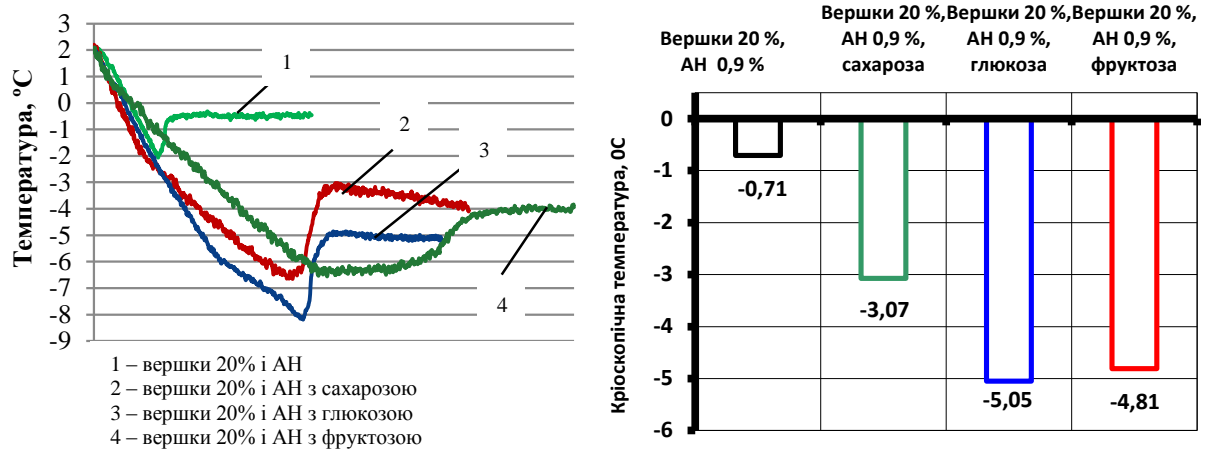 Температура, ºС
3
2
1
0
-1
-2
-3
-4
-5
-6
-7
-8
-9
1
2
3
4
1 – вершки 20% і АН
2 – вершки 20% і АН з сахарозою
3 – вершки 20% і АН з глюкозою
4 – вершки 20% і АН з фруктозою
Вершки 20 %,
АН 0,9 %
Вершки 20 %,
АН 0,9 %,
сахароза
Вершки 20 %,
АН 0,9 %,
глюкоза
Вершки 20 %,
АН 0,9 %,
фруктоза
Кріоскопічна температура, 0С
0
-1
-2
-3
-4
-5
-6
-0,71
-3,07
-5,05
-4,81